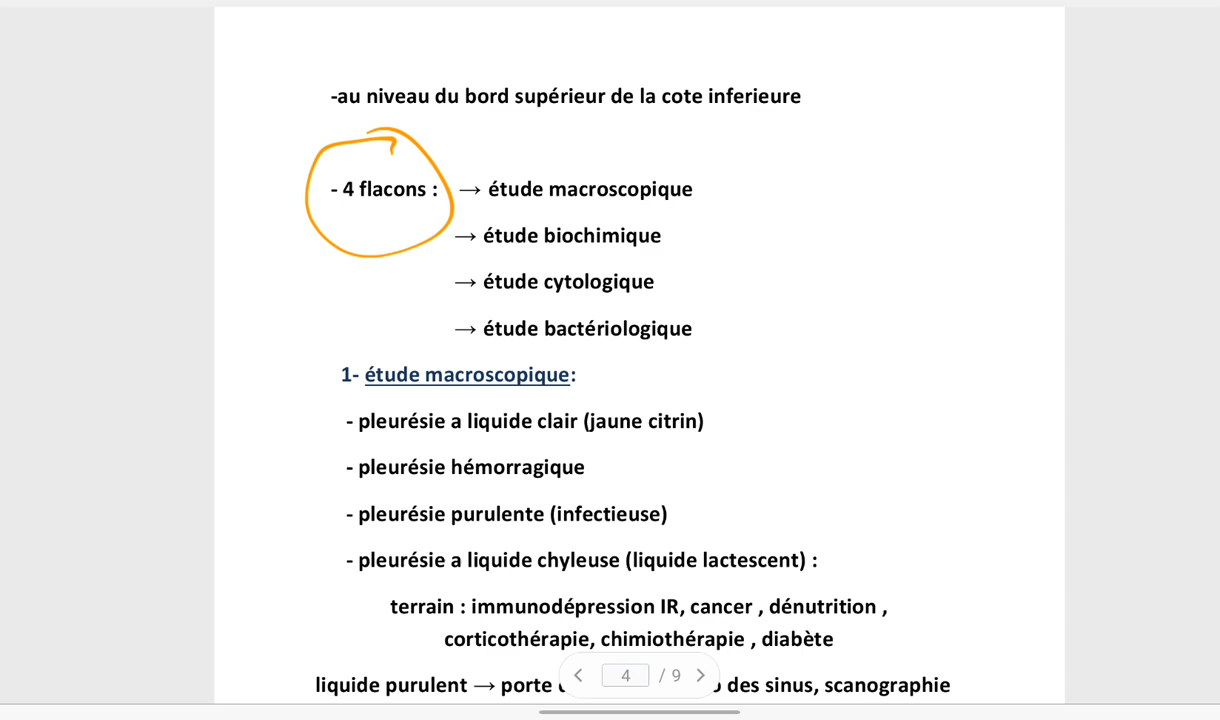 -au niveau du bord supérieur de la cote inferieure
- 4 flacons : → étude macroscopique
→ étude biochimique
→ étude cytologique
→ étude bactériologique
1- étude macroscopique:
- pleurésie a liquide clair (jaune citrin)
- pleurésie hémorragique
- pleurésie purulente (infectieuse)
- pleurésie a liquide chyleuse (liquide lactescent) :
terrain : immunodépression IR, cancer , dénutrition ,
corticothérapie, chimiothérapie , diabète
liquide purulent → porte des sinus, scanographie
4 / 9